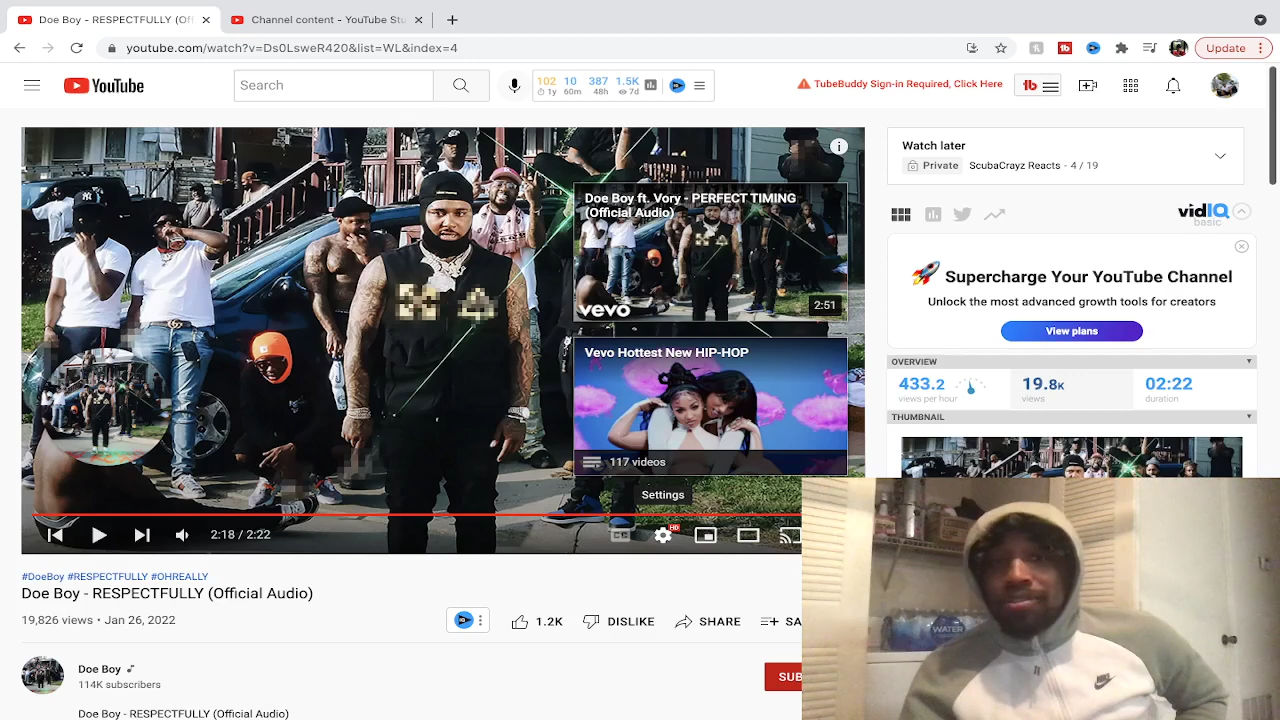 Doe Boy - RESPECTFULLY (Of
Channel content - YouTube Stu
youtube.com/watch?v=Ds0LsweR420&list=WL&index=4
Update
YouTube
Search
102 10 387 1.5K
1y 60m 48h 7d
TubeBuddy Sign-in Required, Click Here
tb
Doe Boy ft. Vory - PERFECT TIMING
(Official Audio)
vevo
2:51
Vevo Hottest New HIP-HOP
117 videos
Settings
HD
2:18 / 2:22
#DoeBoy #RESPECTFULLY #OHREALLY
Doe Boy - RESPECTFULLY (Official Audio)
19,826 views • Jan 26, 2022
1.2K
DISLIKE
SHARE
SA
Doe Boy
114K subscribers
SUB
Doe Boy - RESPECTFULLY (Official Audio)
Watch later
Private ScubaCrayz Reacts - 4 / 19
vidIQ
basic
Supercharge Your YouTube Channel
Unlock the most advanced growth tools for creators
View plans
OVERVIEW
433.2 19.8K 02:22
views per hour views duration
THUMBNAIL
WATER